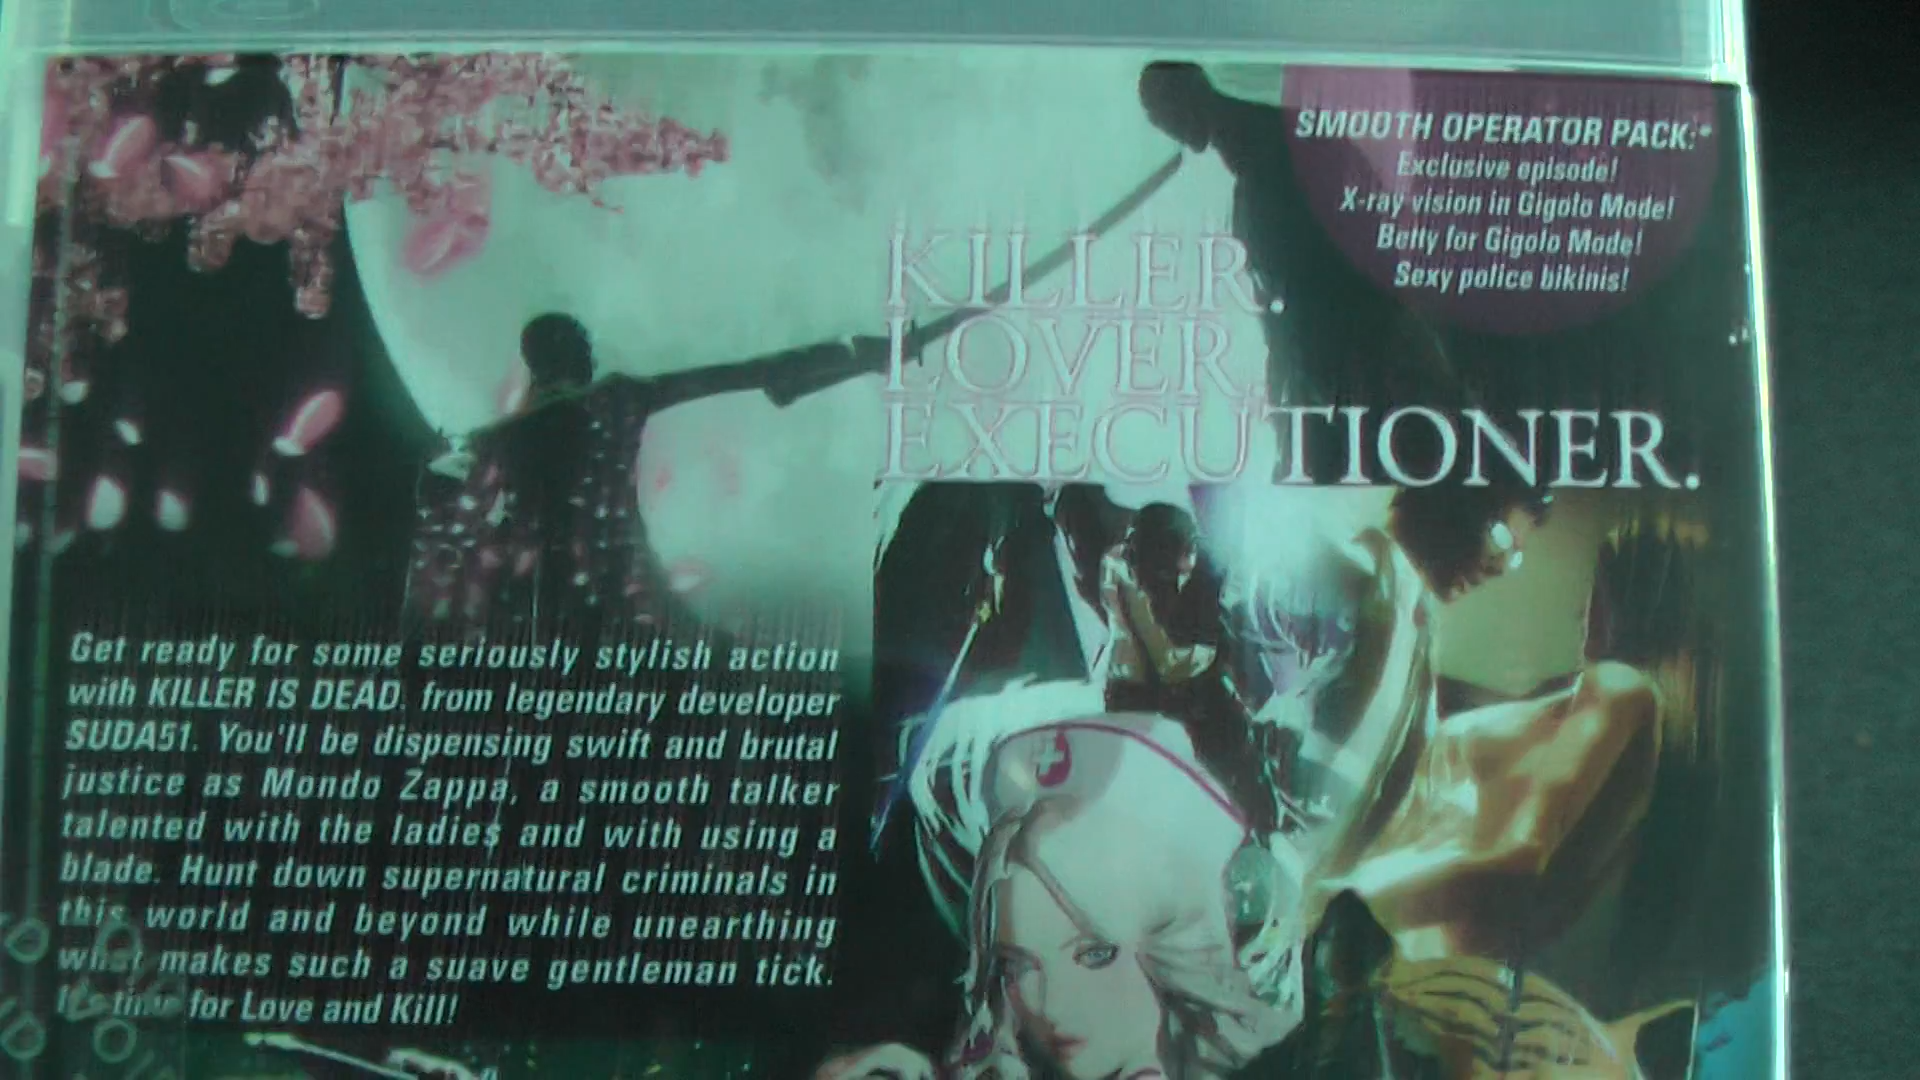 SMOOTH OPERATOR PACK:*
Exclusive episode!
X-ray vision in Gigolo Mode!
Betty for Gigolo Mode!
Sexy police bikinis!
KILLER.
LOVER.
EXECUTIONER.
Get ready for some seriously stylish action
with KILLER IS DEAD. from legendary developer
SUDA51. You'll be dispensing swift and brutal
justice as Mondo Zappa, a smooth talker
talented with the ladies and with using a
blade. Hunt down supernatural criminals in
this world and beyond while unearthing
what makes such a suave gentleman tick.
It's time for Love and Kill!